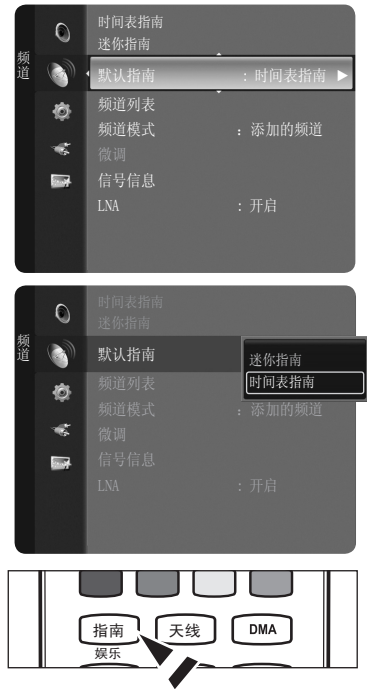 时间表指南
迷你指南
频道
默认指南 : 时间表指南
频道列表
频道模式 : 添加的频道
微调
信号信息
LNA : 开启
时间表指南
迷你指南
频道
默认指南
迷你指南
时间表指南
频道列表
频道模式 : 添加的频道
微调
信号信息
LNA : 开启
指南 天线 DMA
娱乐